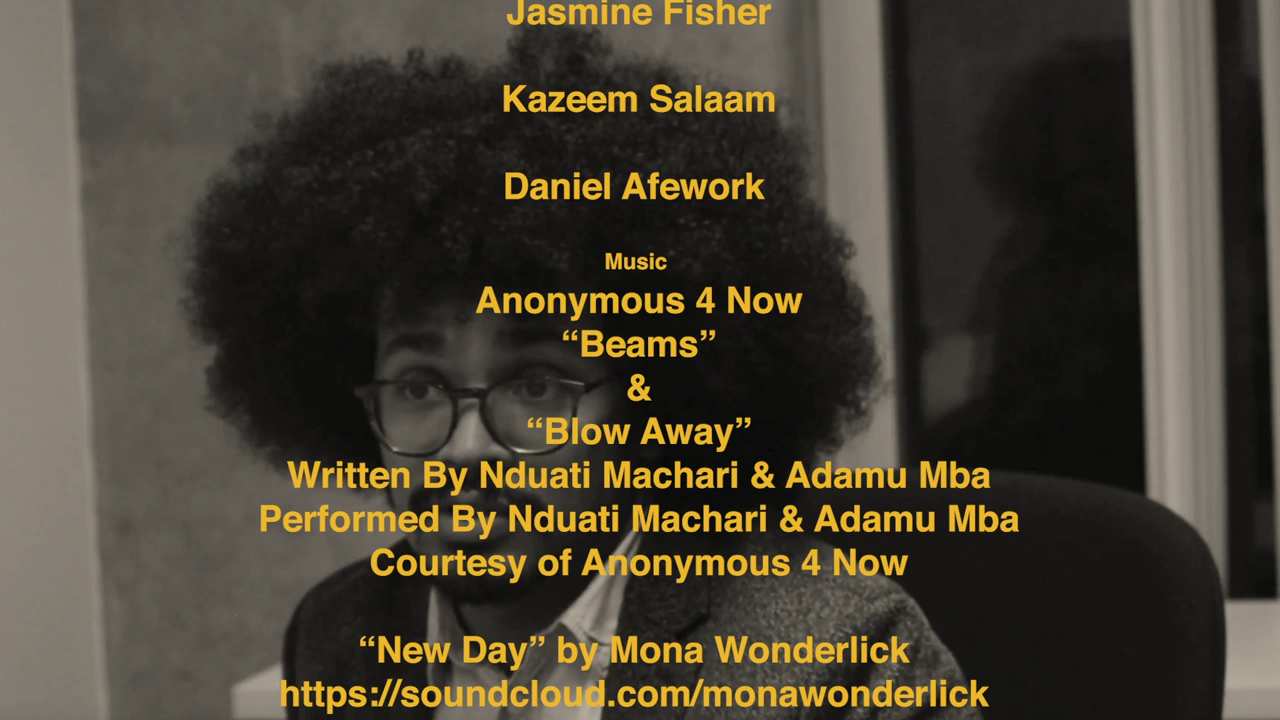 Jasmine Fisher
Kazeem Salaam
Daniel Afework
Music
Anonymous 4 Now
“Beams”
&
“Blow Away”
Written By Nduati Machari & Adamu Mba
Performed By Nduati Machari & Adamu Mba
Courtesy of Anonymous 4 Now
“New Day” by Mona Wonderlick
https://soundcloud.com/monawonderlick